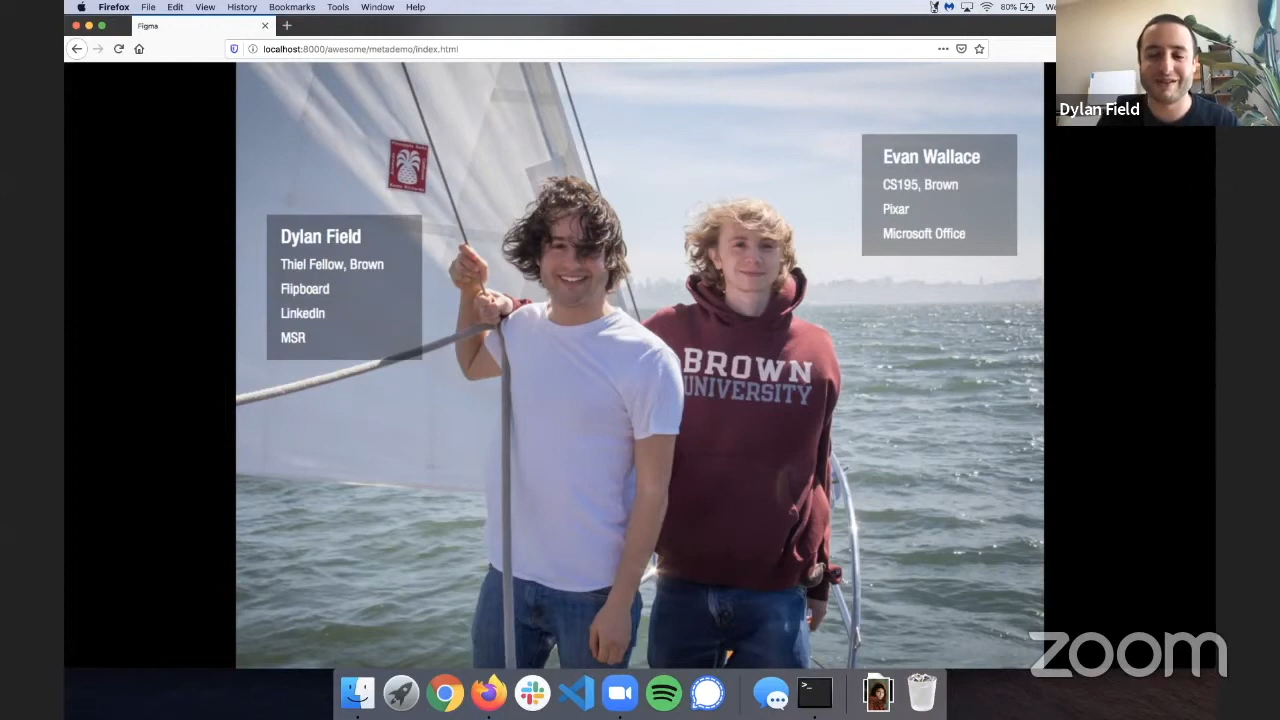 Firefox File Edit View History Bookmarks Tools Window Help
80%
Figma
localhost:8000/awesome/metademo/index.html
Dylan Field
Evan Wallace
CS195, Brown
Pixar
Microsoft Office
Dylan Field
Thiel Fellow, Brown
Flipboard
LinkedIn
MSR
BROWN
UNIVERSITY
zoom